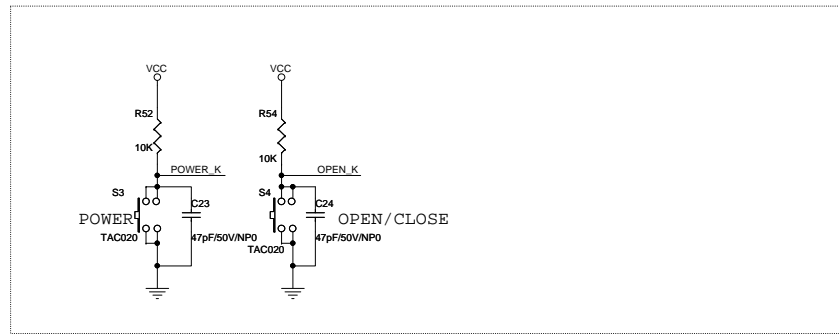 VCC VCC
R52 R54
10K 10K
POWER_K OPEN_K
S3 S4
C23 C24
POWER OPEN/CLOSE
TAC020 47pF/50V/NP0 47pF/50V/NP0
TAC020